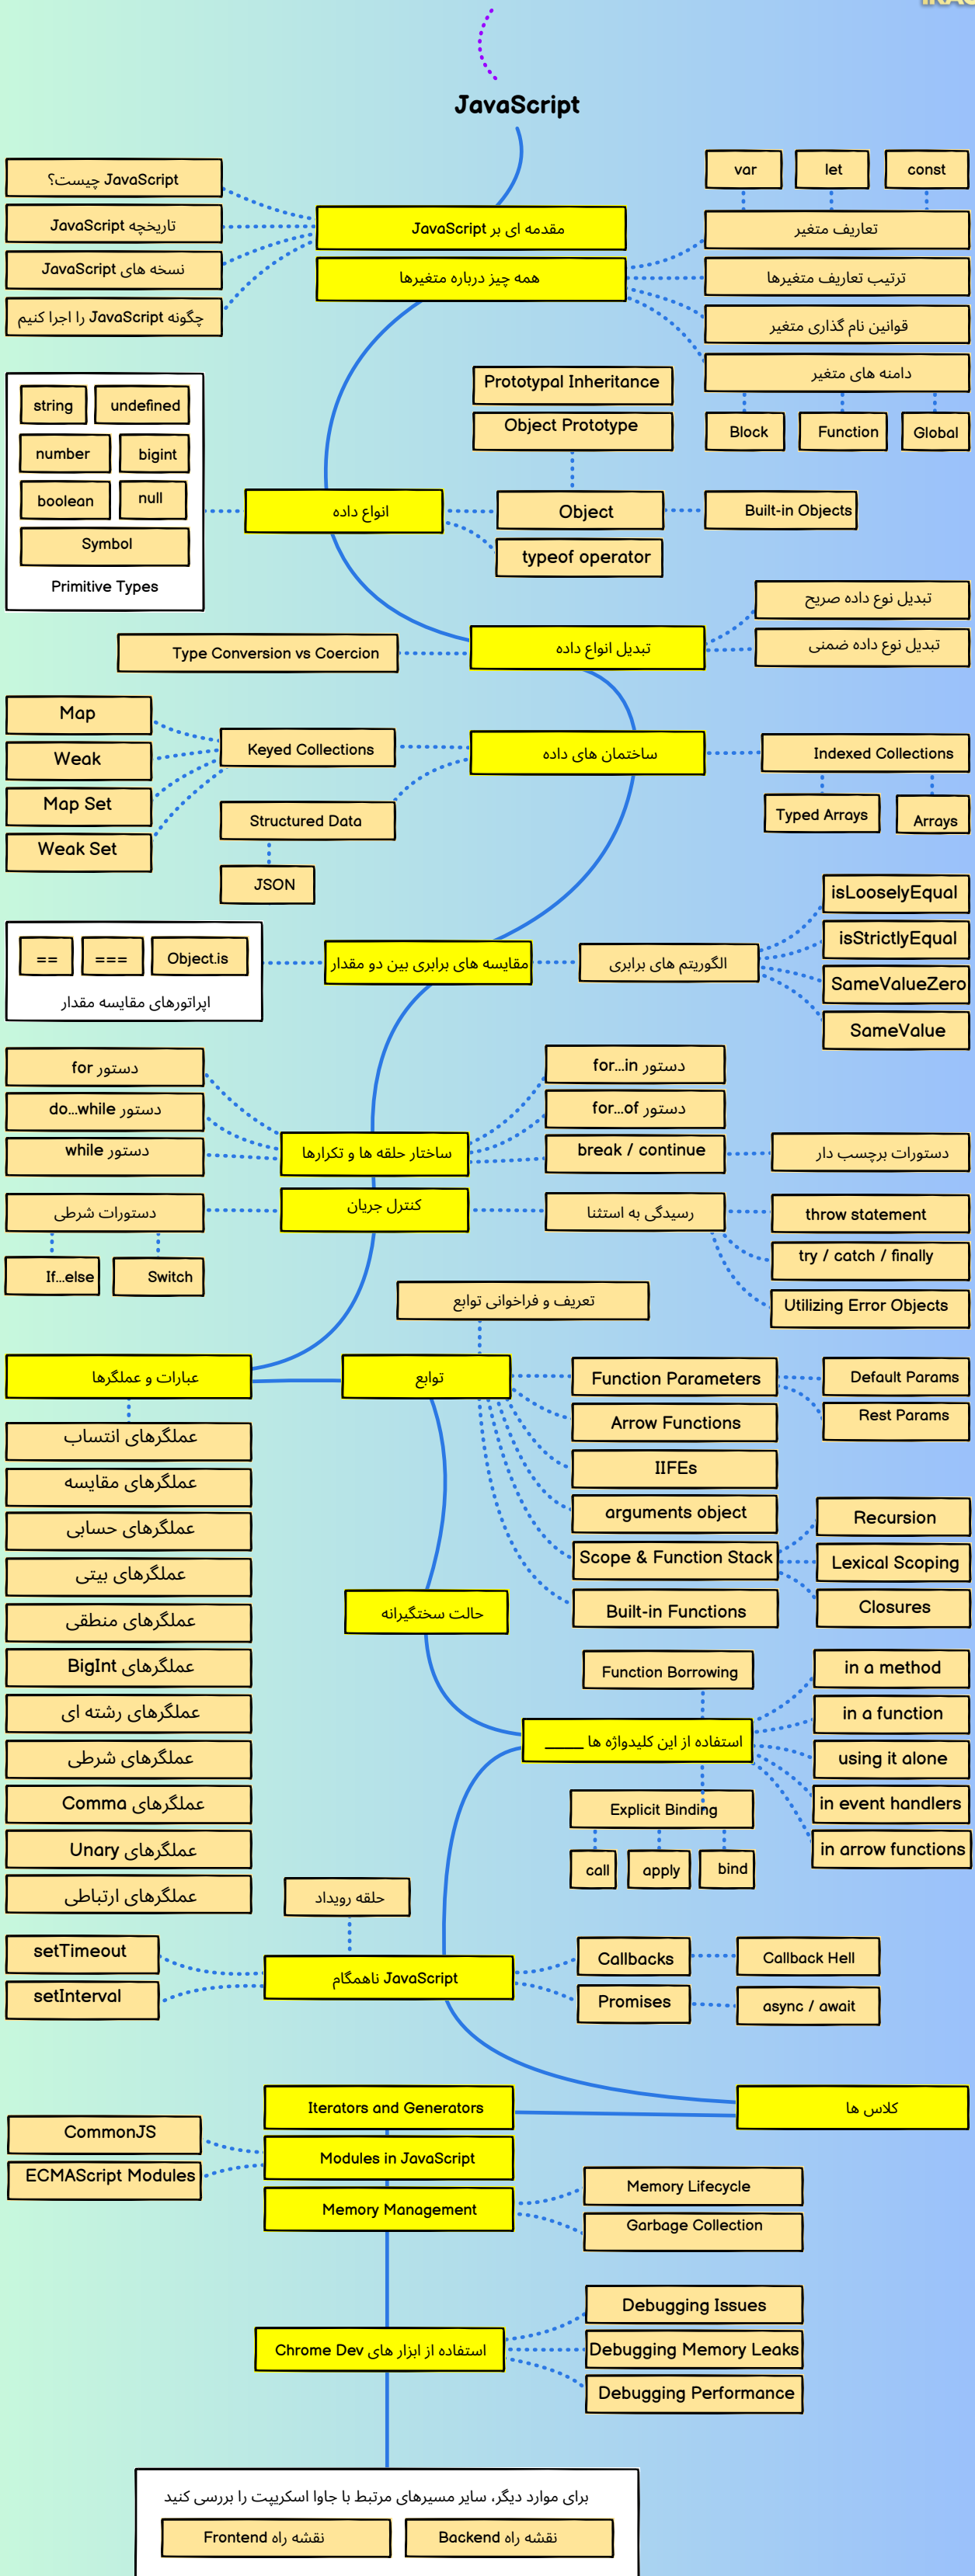 JavaScript
JavaScript چیست؟
تاریخچه JavaScript
نسخه های JavaScript
چگونه JavaScript را اجرا کنیم
مقدمه ای بر JavaScript
همه چیز درباره متغیرها
var
let
const
تعاریف متغیر
ترتیب تعاریف متغیرها
قوانین نام گذاری متغیر
دامنه های متغیر
Block
Function
Global
string
undefined
number
bigint
boolean
null
Symbol
Primitive Types
انواع داده
Prototypal Inheritance
Object Prototype
Object
Built-in Objects
typeof operator
تبدیل نوع داده صریح
تبدیل نوع داده ضمنی
تبدیل انواع داده
Type Conversion vs Coercion
Map
Weak
Map Set
Weak Set
Keyed Collections
Structured Data
JSON
ساختمان های داده
Indexed Collections
Typed Arrays
Arrays
==
===
Object.is
اپراتورهای مقایسه مقدار
مقایسه های برابری بین دو مقدار
الگوریتم های برابری
isLooselyEqual
isStrictlyEqual
SameValueZero
SameValue
دستور for
دستور do...while
دستور while
ساختار حلقه ها و تکرارها
دستور for...in
دستور for...of
break / continue
دستورات برچسب دار
کنترل جریان
دستورات شرطی
If...else
Switch
رسیدگی به استثنا
throw statement
try / catch / finally
Utilizing Error Objects
تعریف و فراخوانی توابع
عبارات و عملگرها
توابع
Function Parameters
Default Params
Rest Params
Arrow Functions
IIFEs
arguments object
Scope & Function Stack
Recursion
Lexical Scoping
Closures
Built-in Functions
عملگرهای انتساب
عملگرهای مقایسه
عملگرهای حسابی
عملگرهای بیتی
عملگرهای منطقی
عملگرهای BigInt
عملگرهای رشته ای
عملگرهای شرطی
عملگرهای Comma
عملگرهای Unary
عملگرهای ارتباطی
حالت سختگیرانه
Function Borrowing
استفاده از این کلیدواژه ها _____
in a method
in a function
using it alone
in event handlers
in arrow functions
Explicit Binding
call
apply
bind
حلقه رویداد
setTimeout
setInterval
JavaScript ناهمگام
Callbacks
Callback Hell
Promises
async / await
کلاس ها
Iterators and Generators
Modules in JavaScript
CommonJS
ECMAScript Modules
Memory Management
Memory Lifecycle
Garbage Collection
استفاده از ابزار های Chrome Dev
Debugging Issues
Debugging Memory Leaks
Debugging Performance
برای موارد دیگر، سایر مسیرهای مرتبط با جاوا اسکریپت را بررسی کنید
نقشه راه Frontend
نقشه راه Backend